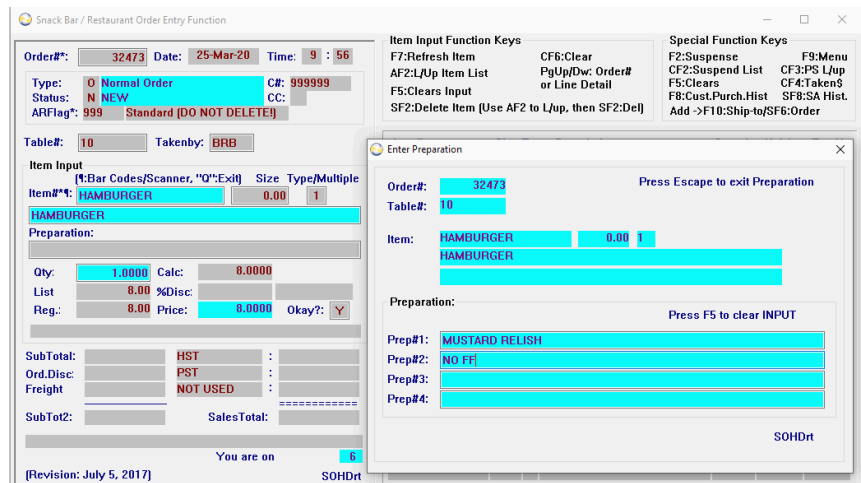 Snack Bar / Restaurant Order Entry Function
Order#*: 32473 Date: 25-Mar-20 Time: 9 : 56
Type: O Normal Order C#: 999999
Status: N NEW CC:
ARFlag*: 999 Standard (DO NOT DELETE!)
Table#: 10 Takenby: BRB
Item Input
(¶:Bar Codes/Scanner, "Q":Exit) Size Type/Multiple
Item#*¶: HAMBURGER 0.00 1
HAMBURGER
Preparation:
Qty: 1.0000 Calc: 8.0000
List 8.00 %Disc:
Reg.: 8.00 Price: 8.0000 Okay?: Y
SubTotal: HST :
Ord.Disc: PST :
Freight NOT USED :
------------ ============
SubTot2: SalesTotal:
You are on 6
(Revision: July 5, 2017) SOHDrt
Item Input Function Keys
F7:Refresh Item CF6:Clear
AF2:L/Up Item List PgUp/Dw: Order#
F5:Clears Input or Line Detail
SF2:Delete Item (Use AF2 to L/up, then SF2:Del)
Special Function Keys
F2:Suspense F9:Menu
CF2:Suspend List CF3:PS L/up
F5:Clears CF4:Taken$
F8:Cust.Purch.Hist SF8:SA Hist.
Add ->F10:Ship-to/SF6:Order
Enter Preparation
Order#: 32473 Press Escape to exit Preparation
Table#: 10
Item: HAMBURGER 0.00 1
HAMBURGER
Preparation:
Press F5 to clear INPUT
Prep#1: MUSTARD RELISH
Prep#2: NO FF
Prep#3:
Prep#4:
SOHDrt